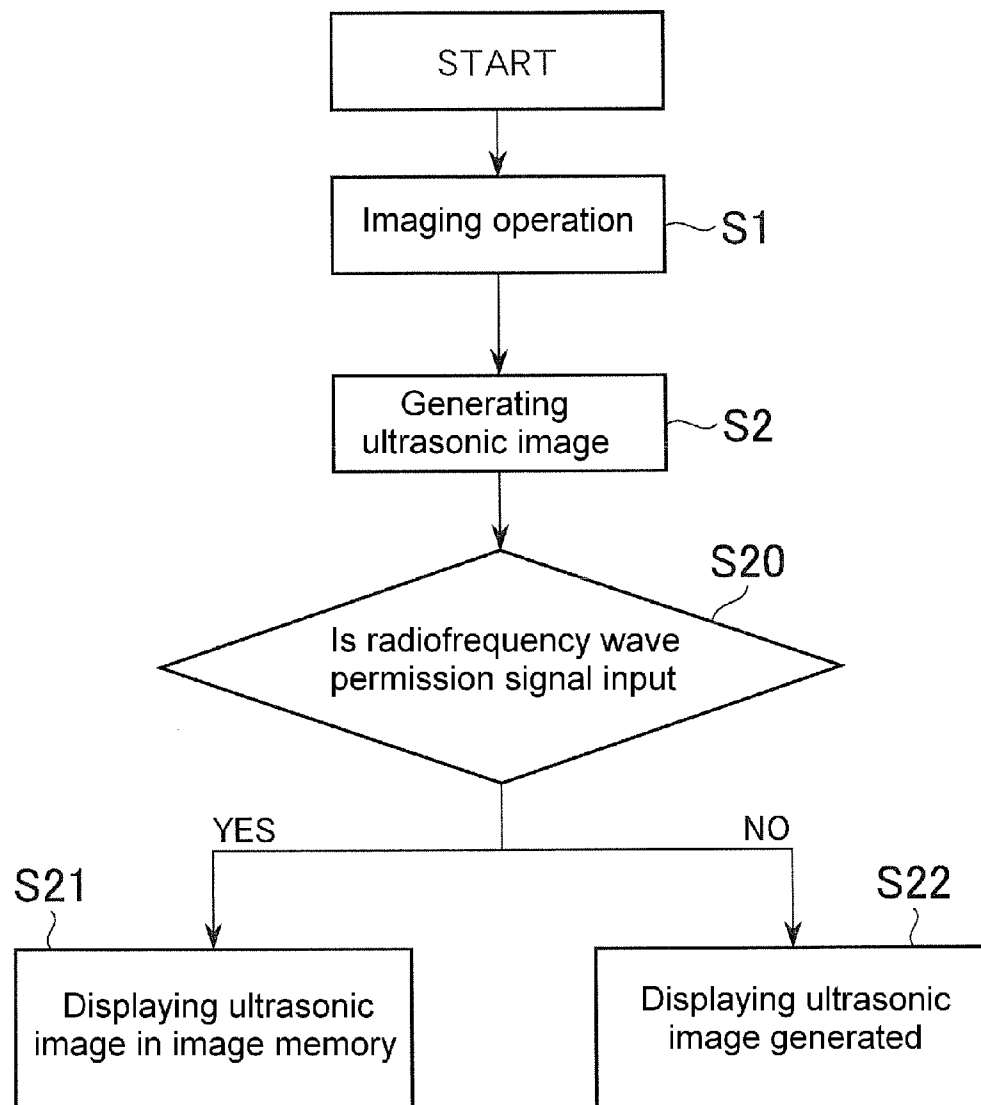 START
Imaging operation
S1
Generating
ultrasonic image
S2
S20
Is radiofrequency wave
permission signal input
YES
NO
S21
S22
Displaying ultrasonic
image in image memory
Displaying ultrasonic
image generated